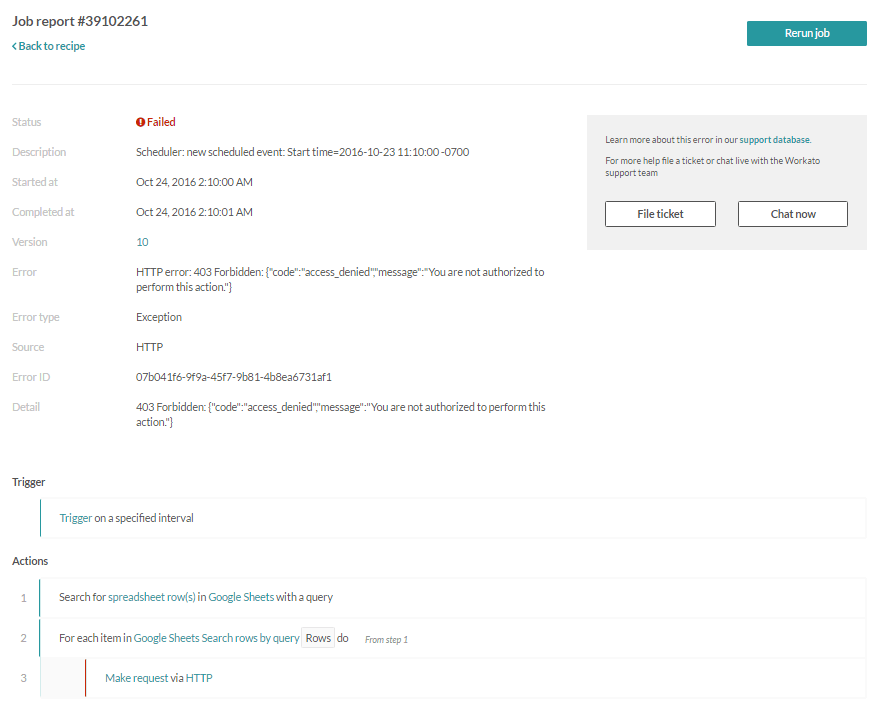 Job report #39102261
Rerun job
Back to recipe
Status
Failed
Description
Scheduler: new scheduled event: Start time=2016-10-23 11:10:00 -0700
Started at
Oct 24, 2016 2:10:00 AM
Completed at
Oct 24, 2016 2:10:01 AM
Version
10
Error
HTTP error: 403 Forbidden: {"code":"access_denied","message":"You are not authorized to
perform this action."}
Error type
Exception
Source
HTTP
Error ID
07b041f6-9f9a-45f7-9b81-4b8ea6731af1
Detail
403 Forbidden: {"code":"access_denied","message":"You are not authorized to perform this
action."}
Learn more about this error in our support database.
For more help file a ticket or chat live with the Workato
support team
File ticket
Chat now
Trigger
Trigger on a specified interval
Actions
1 Search for spreadsheet row(s) in Google Sheets with a query
2 For each item in Google Sheets Search rows by query Rows do From step 1
3 Make request via HTTP